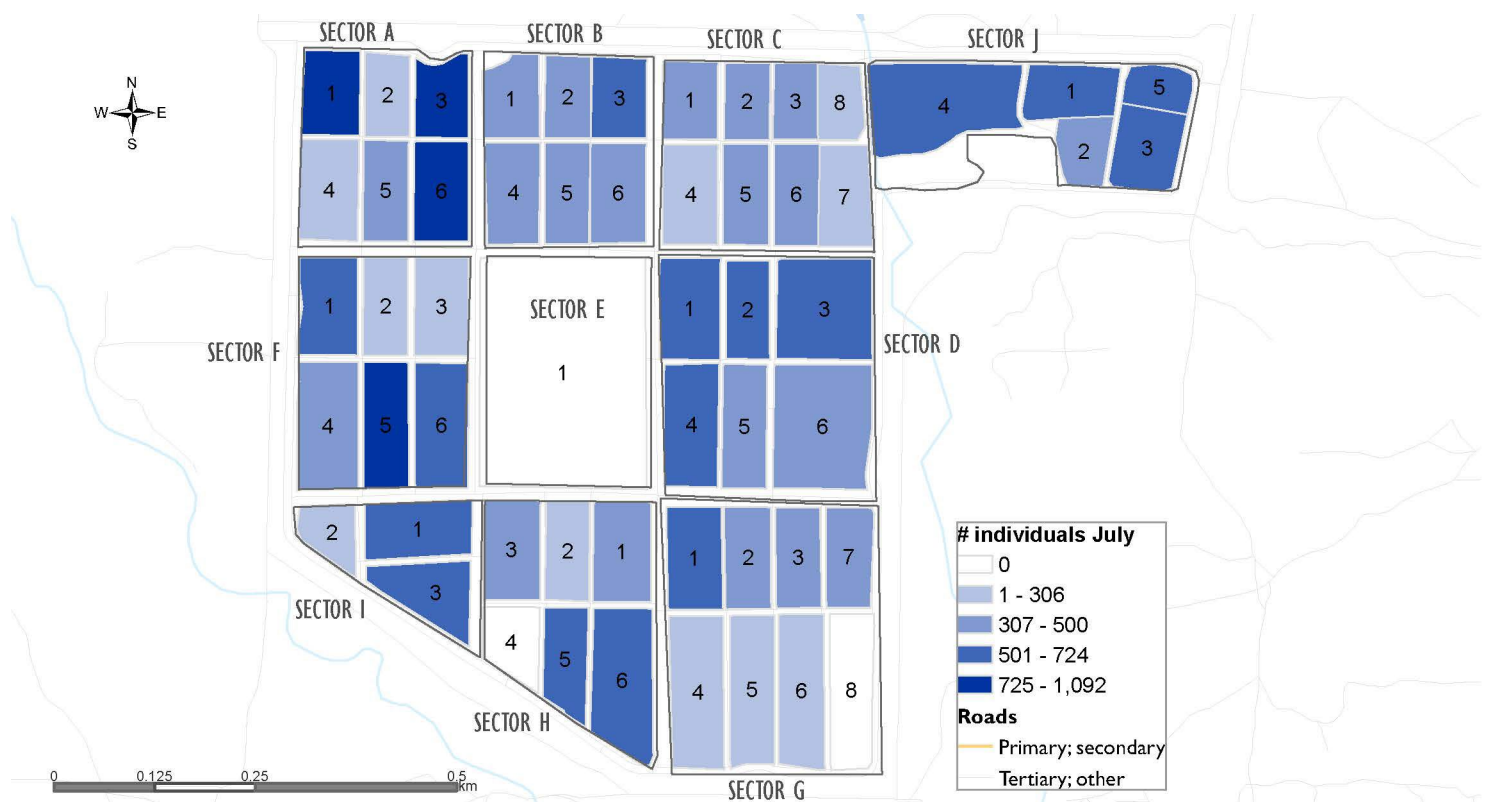 SECTOR A
SECTOR B
SECTOR C
SECTOR J
N
W E
S
1 2 3
1 2 3
1 2 3 8
4 1 5
2 3
4 5 6
4 5 6
4 5 6 7
SECTOR F
1 2 3
4 5 6
SECTOR E
1
1 2 3
4 5 6
SECTOR D
2 1
3
SECTOR I
3 2 1
4 5 6
SECTOR H
1 2 3 7
4 5 6 8
SECTOR G
# individuals July
0
1 - 306
307 - 500
501 - 724
725 - 1,092
Roads
Primary; secondary
Tertiary; other
0 0.125 0.25 0.5
km